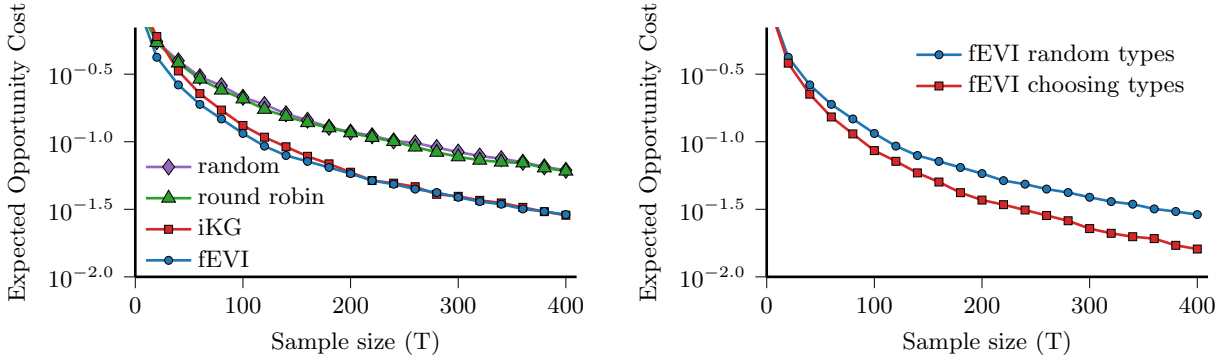 Expected Opportunity Cost
10^−0.5
10^−1.0
10^−1.5
10^−2.0
random
round robin
iKG
fEVI
0 100 200 300 400
Sample size (T)
Expected Opportunity Cost
fEVI random types
fEVI choosing types
10^−0.5
10^−1.0
10^−1.5
10^−2.0
0 100 200 300 400
Sample size (T)